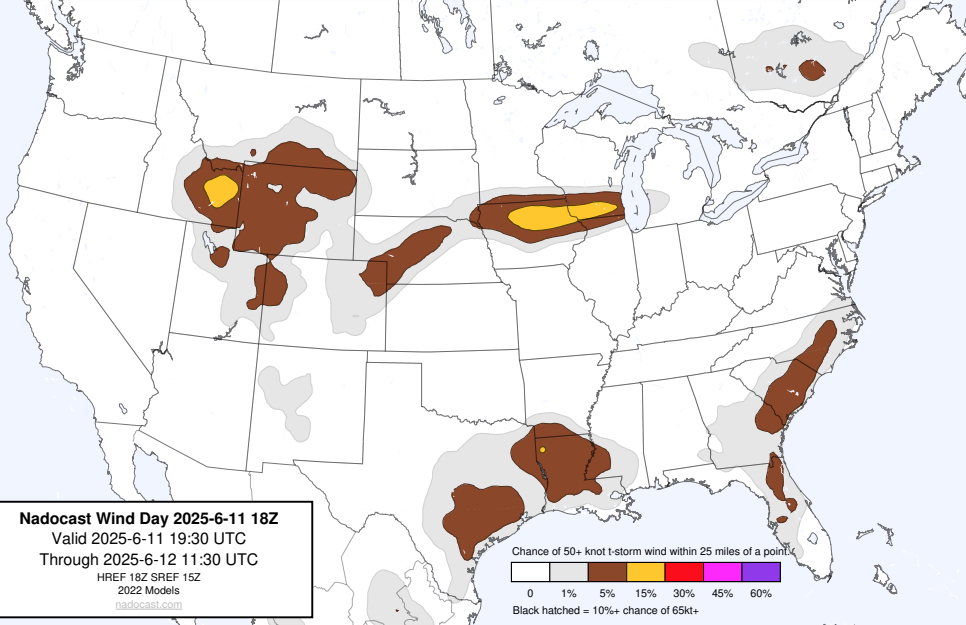 Nadocast Wind Day 2025-6-11 18Z
Valid 2025-6-11 19:30 UTC
Through 2025-6-12 11:30 UTC
HREF 18Z SREF 15Z
2022 Models
nadocast.com
Chance of 50+ knot t-storm wind within 25 miles of a point.
0 1% 5% 15% 30% 45% 60%
Black hatched = 10%+ chance of 65kt+